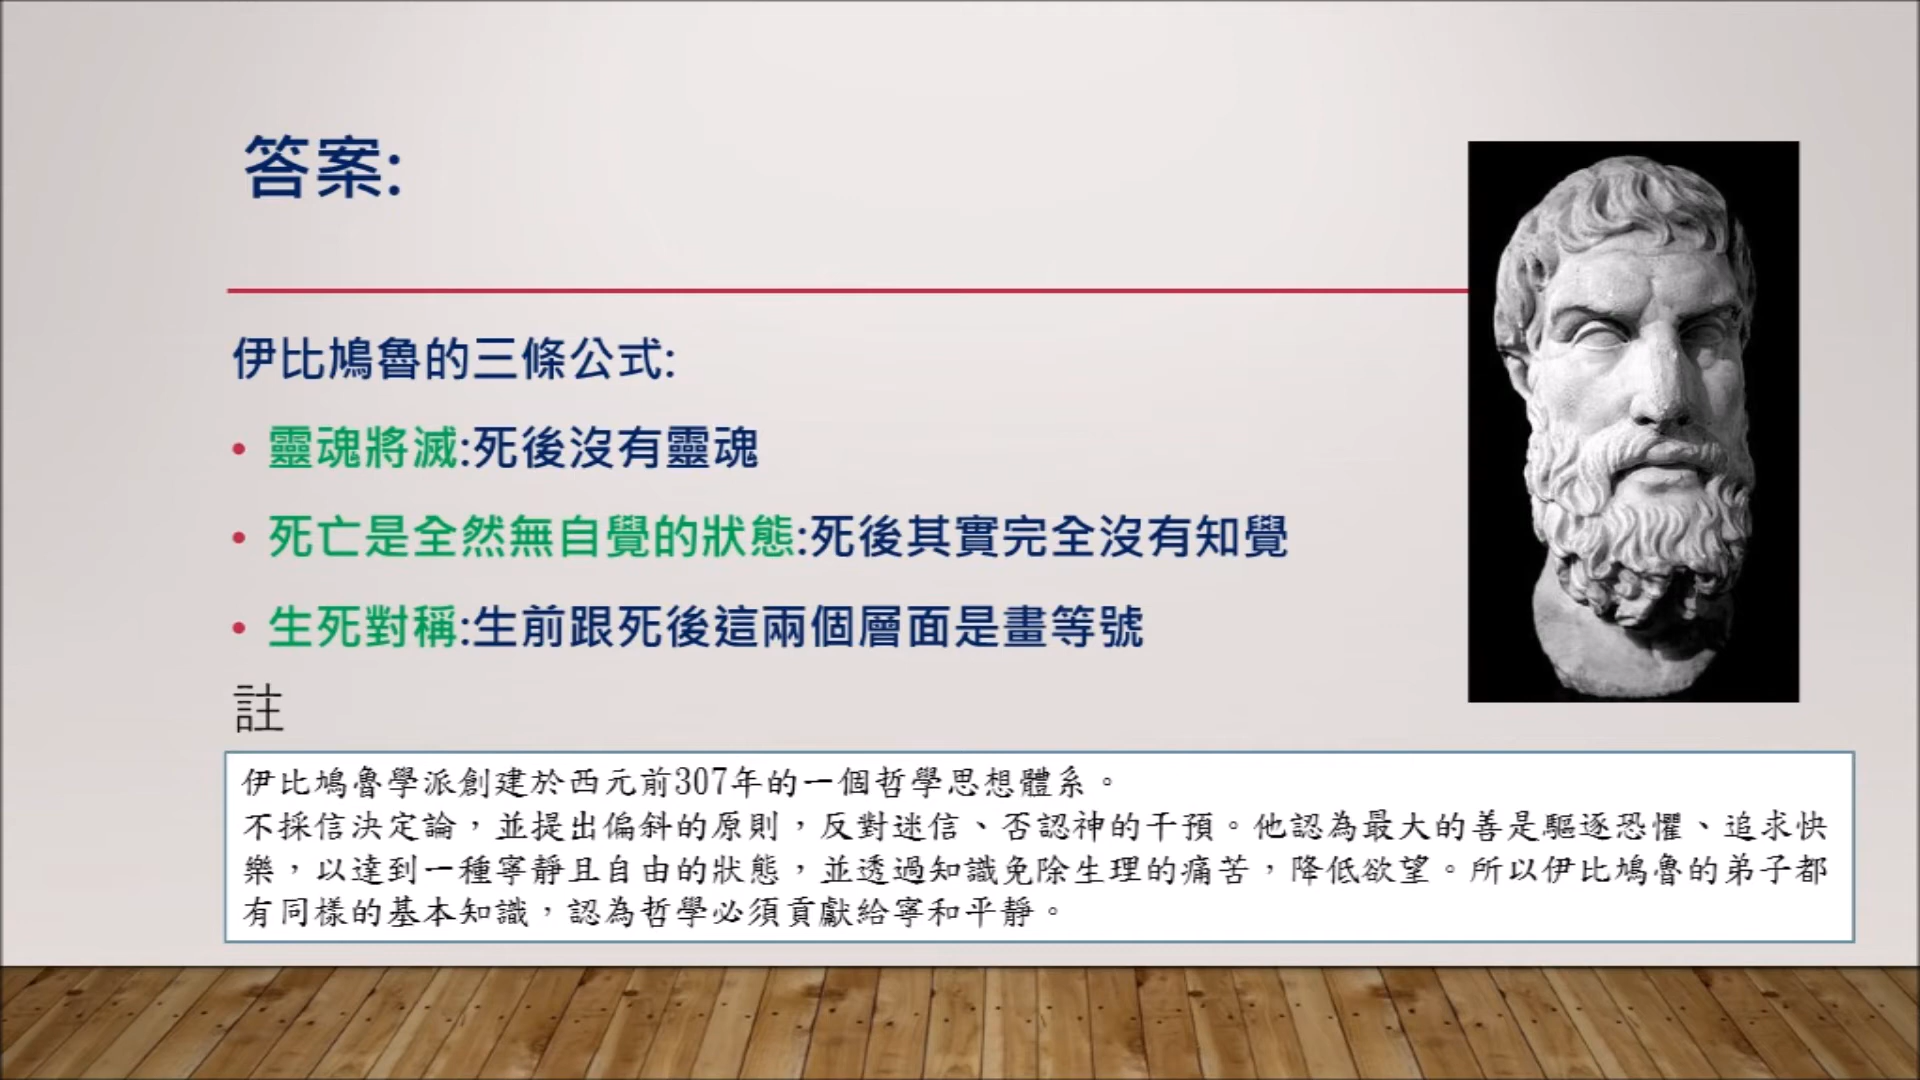 答案:
伊比鳩魯的三條公式:
• 靈魂將滅:死後沒有靈魂
• 死亡是全然無自覺的狀態:死後其實完全沒有知覺
• 生死對稱:生前跟死後這兩個層面是畫等號
註
伊比鳩魯學派創建於西元前307年的一個哲學思想體系。
不採信決定論，並提出偏斜的原則，反對迷信、否認神的干預。他認為最大的善是驅逐恐懼、追求快
樂，以達到一種寧靜且自由的狀態，並透過知識免除生理的痛苦，降低欲望。所以伊比鳩魯的弟子都
有同樣的基本知識，認為哲學必須貢獻給寧和平靜。